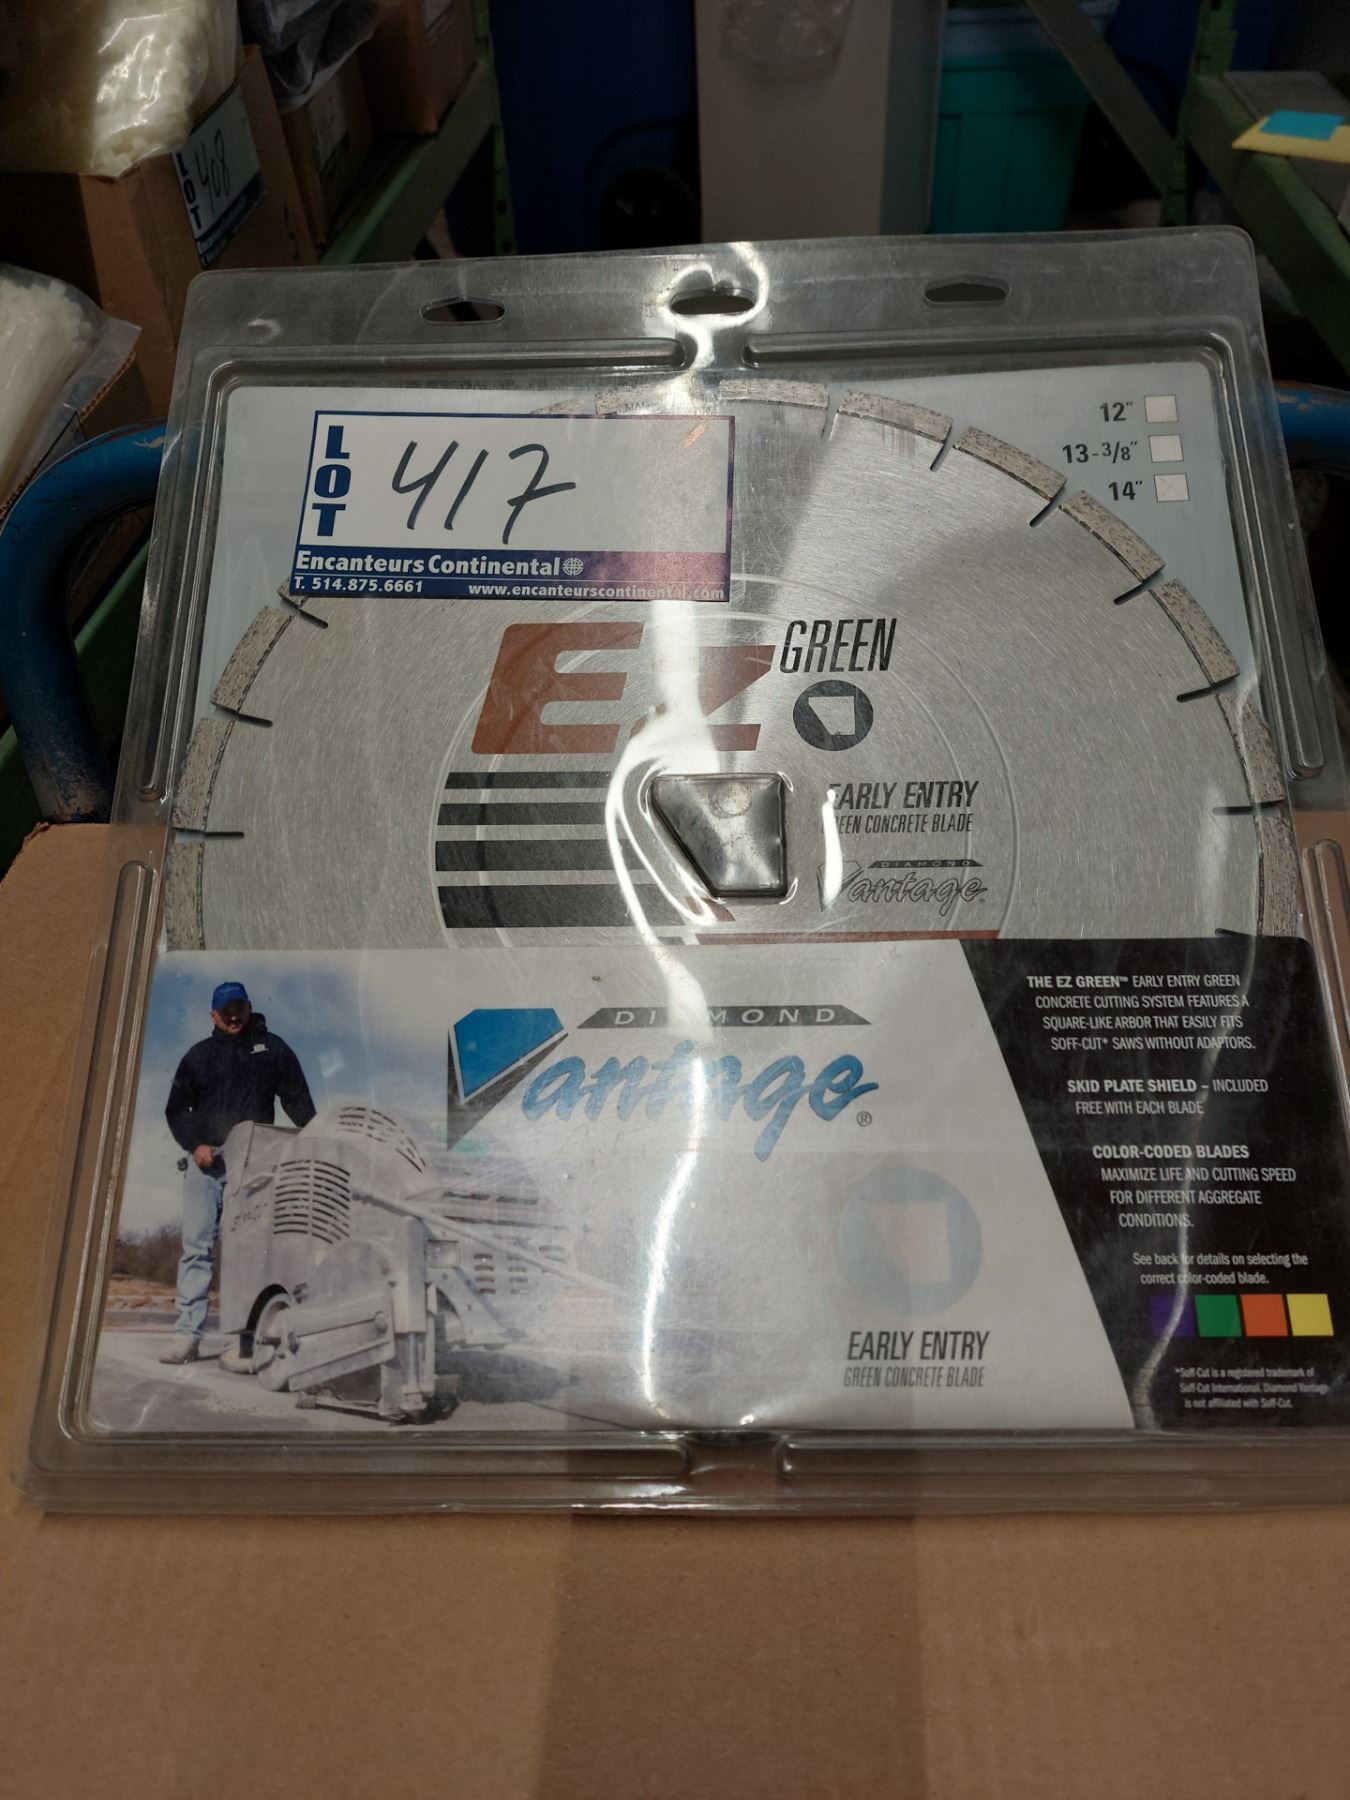 LOT
408
12"
13-3/8"
14"
LOT
417
Encanteurs Continental
T. 514.875.6661 www.encanteurscontinental.com
EZ GREEN
EARLY ENTRY
GREEN CONCRETE BLADE
DIAMOND
Vantage
DIAMOND
Vantage®
THE EZ GREEN™ EARLY ENTRY GREEN
CONCRETE CUTTING SYSTEM FEATURES A
SQUARE-LIKE ARBOR THAT EASILY FITS
SOFF-CUT* SAWS WITHOUT ADAPTORS.
SKID PLATE SHIELD – INCLUDED
FREE WITH EACH BLADE
COLOR-CODED BLADES
MAXIMIZE LIFE AND CUTTING SPEED
FOR DIFFERENT AGGREGATE
CONDITIONS.
See back for details on selecting the
correct color-coded blade.
EARLY ENTRY
GREEN CONCRETE BLADE
*Soff-Cut is a registered trademark of
Soff-Cut International. Diamond Vantage
is not affiliated with Soff-Cut.